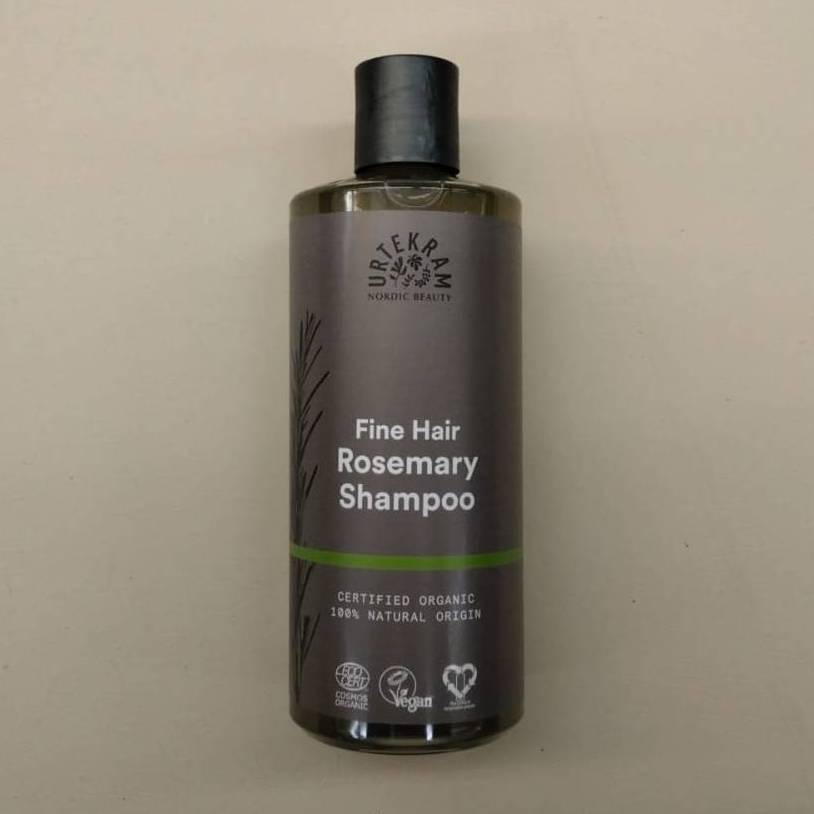 URTEKRAM
NORDIC BEAUTY
Fine Hair
Rosemary
Shampoo
CERTIFIED ORGANIC
100% NATURAL ORIGIN
ECO
CERT
COSMOS
ORGANIC
Vegan